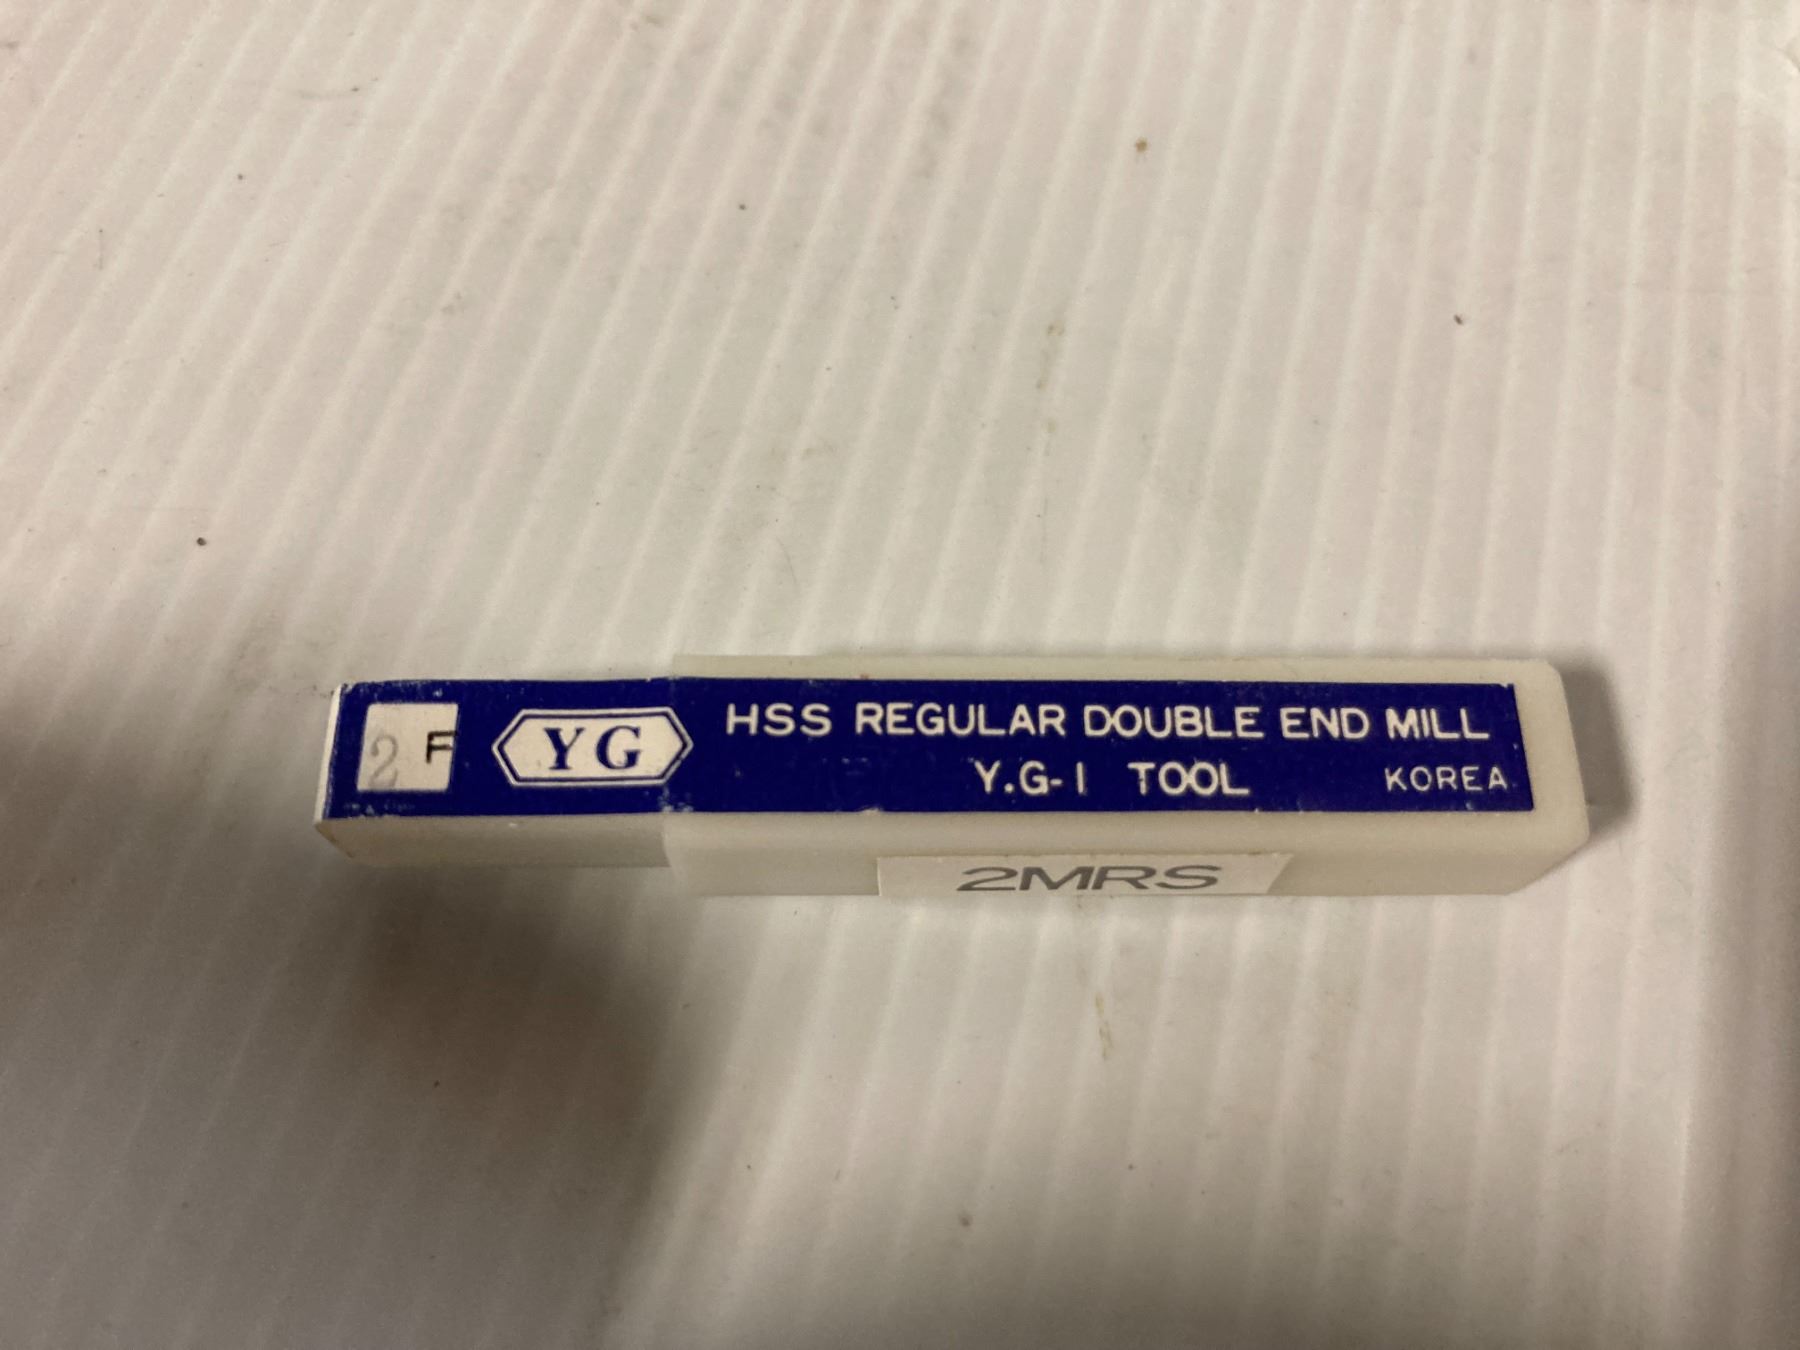 2 F
YG
HSS REGULAR DOUBLE END MILL
Y.G-1 TOOL
KOREA
2MRS